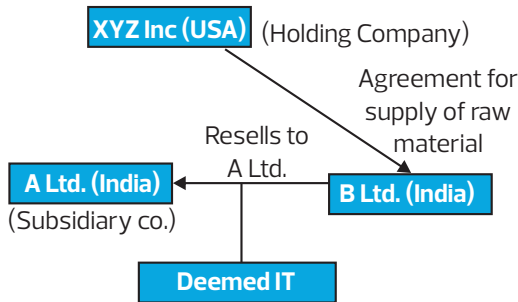 XYZ Inc (USA) (Holding Company)
Agreement for
supply of raw
material
Resells to
A Ltd.
A Ltd. (India)
(Subsidiary co.)
B Ltd. (India)
Deemed IT